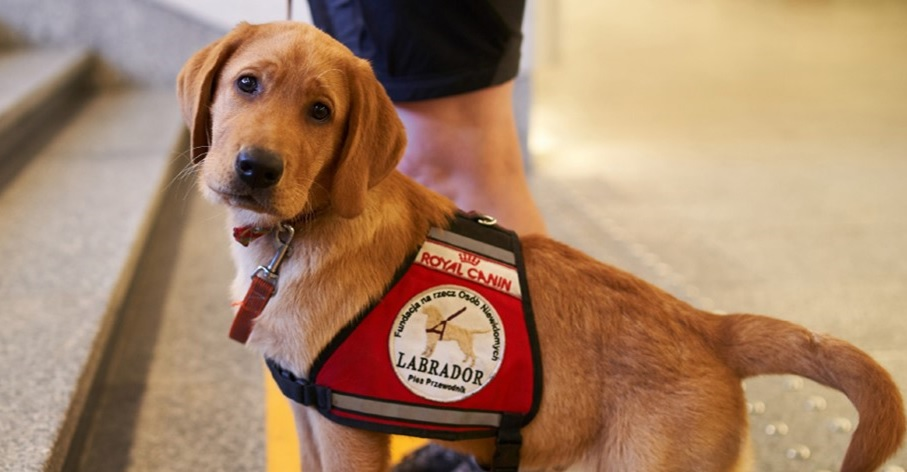 ROYAL CANIN
Fundacja na rzecz Osób Niewidomych
LABRADOR
Pies Przewodnik